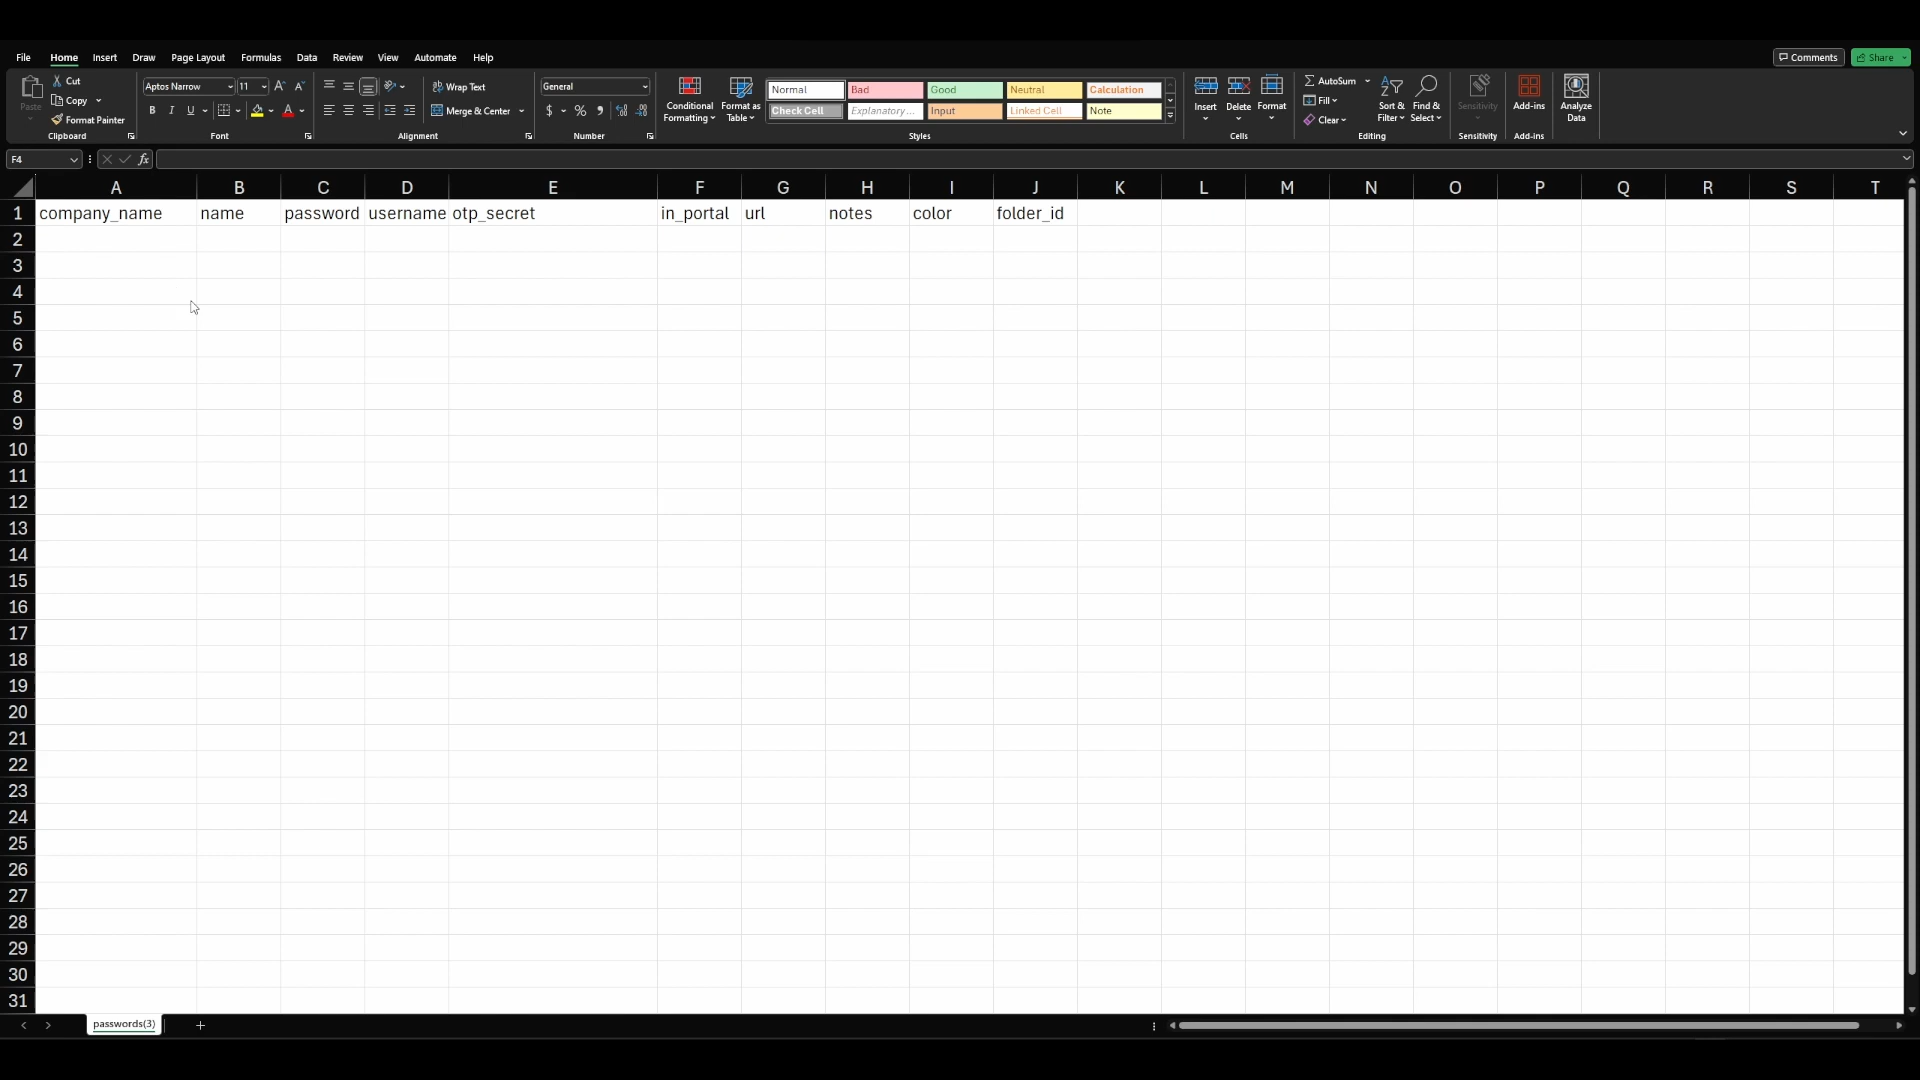 File Home Insert Draw Page Layout Formulas Data Review View Automate Help Comments Share
Paste Cut Copy Format Painter Clipboard
Aptos Narrow 11 B I U A Font
Wrap Text Merge & Center Alignment
General $ % , Number
Conditional Formatting Format as Table
Normal Bad Good Neutral Calculation
Check Cell Explanatory ... Input Linked Cell Note
Styles
Insert Delete Format Cells
AutoSum Fill Clear Sort & Filter Find & Select Editing
Sensitivity Sensitivity
Add-ins Add-ins
Analyze Data
F4 fx
A B C D E F G H I J K L M N O P Q R S T
1 company_name name password username otp_secret in_portal url notes color folder_id
2
3
4
5
6
7
8
9
10
11
12
13
14
15
16
17
18
19
20
21
22
23
24
25
26
27
28
29
30
31
passwords(3) +